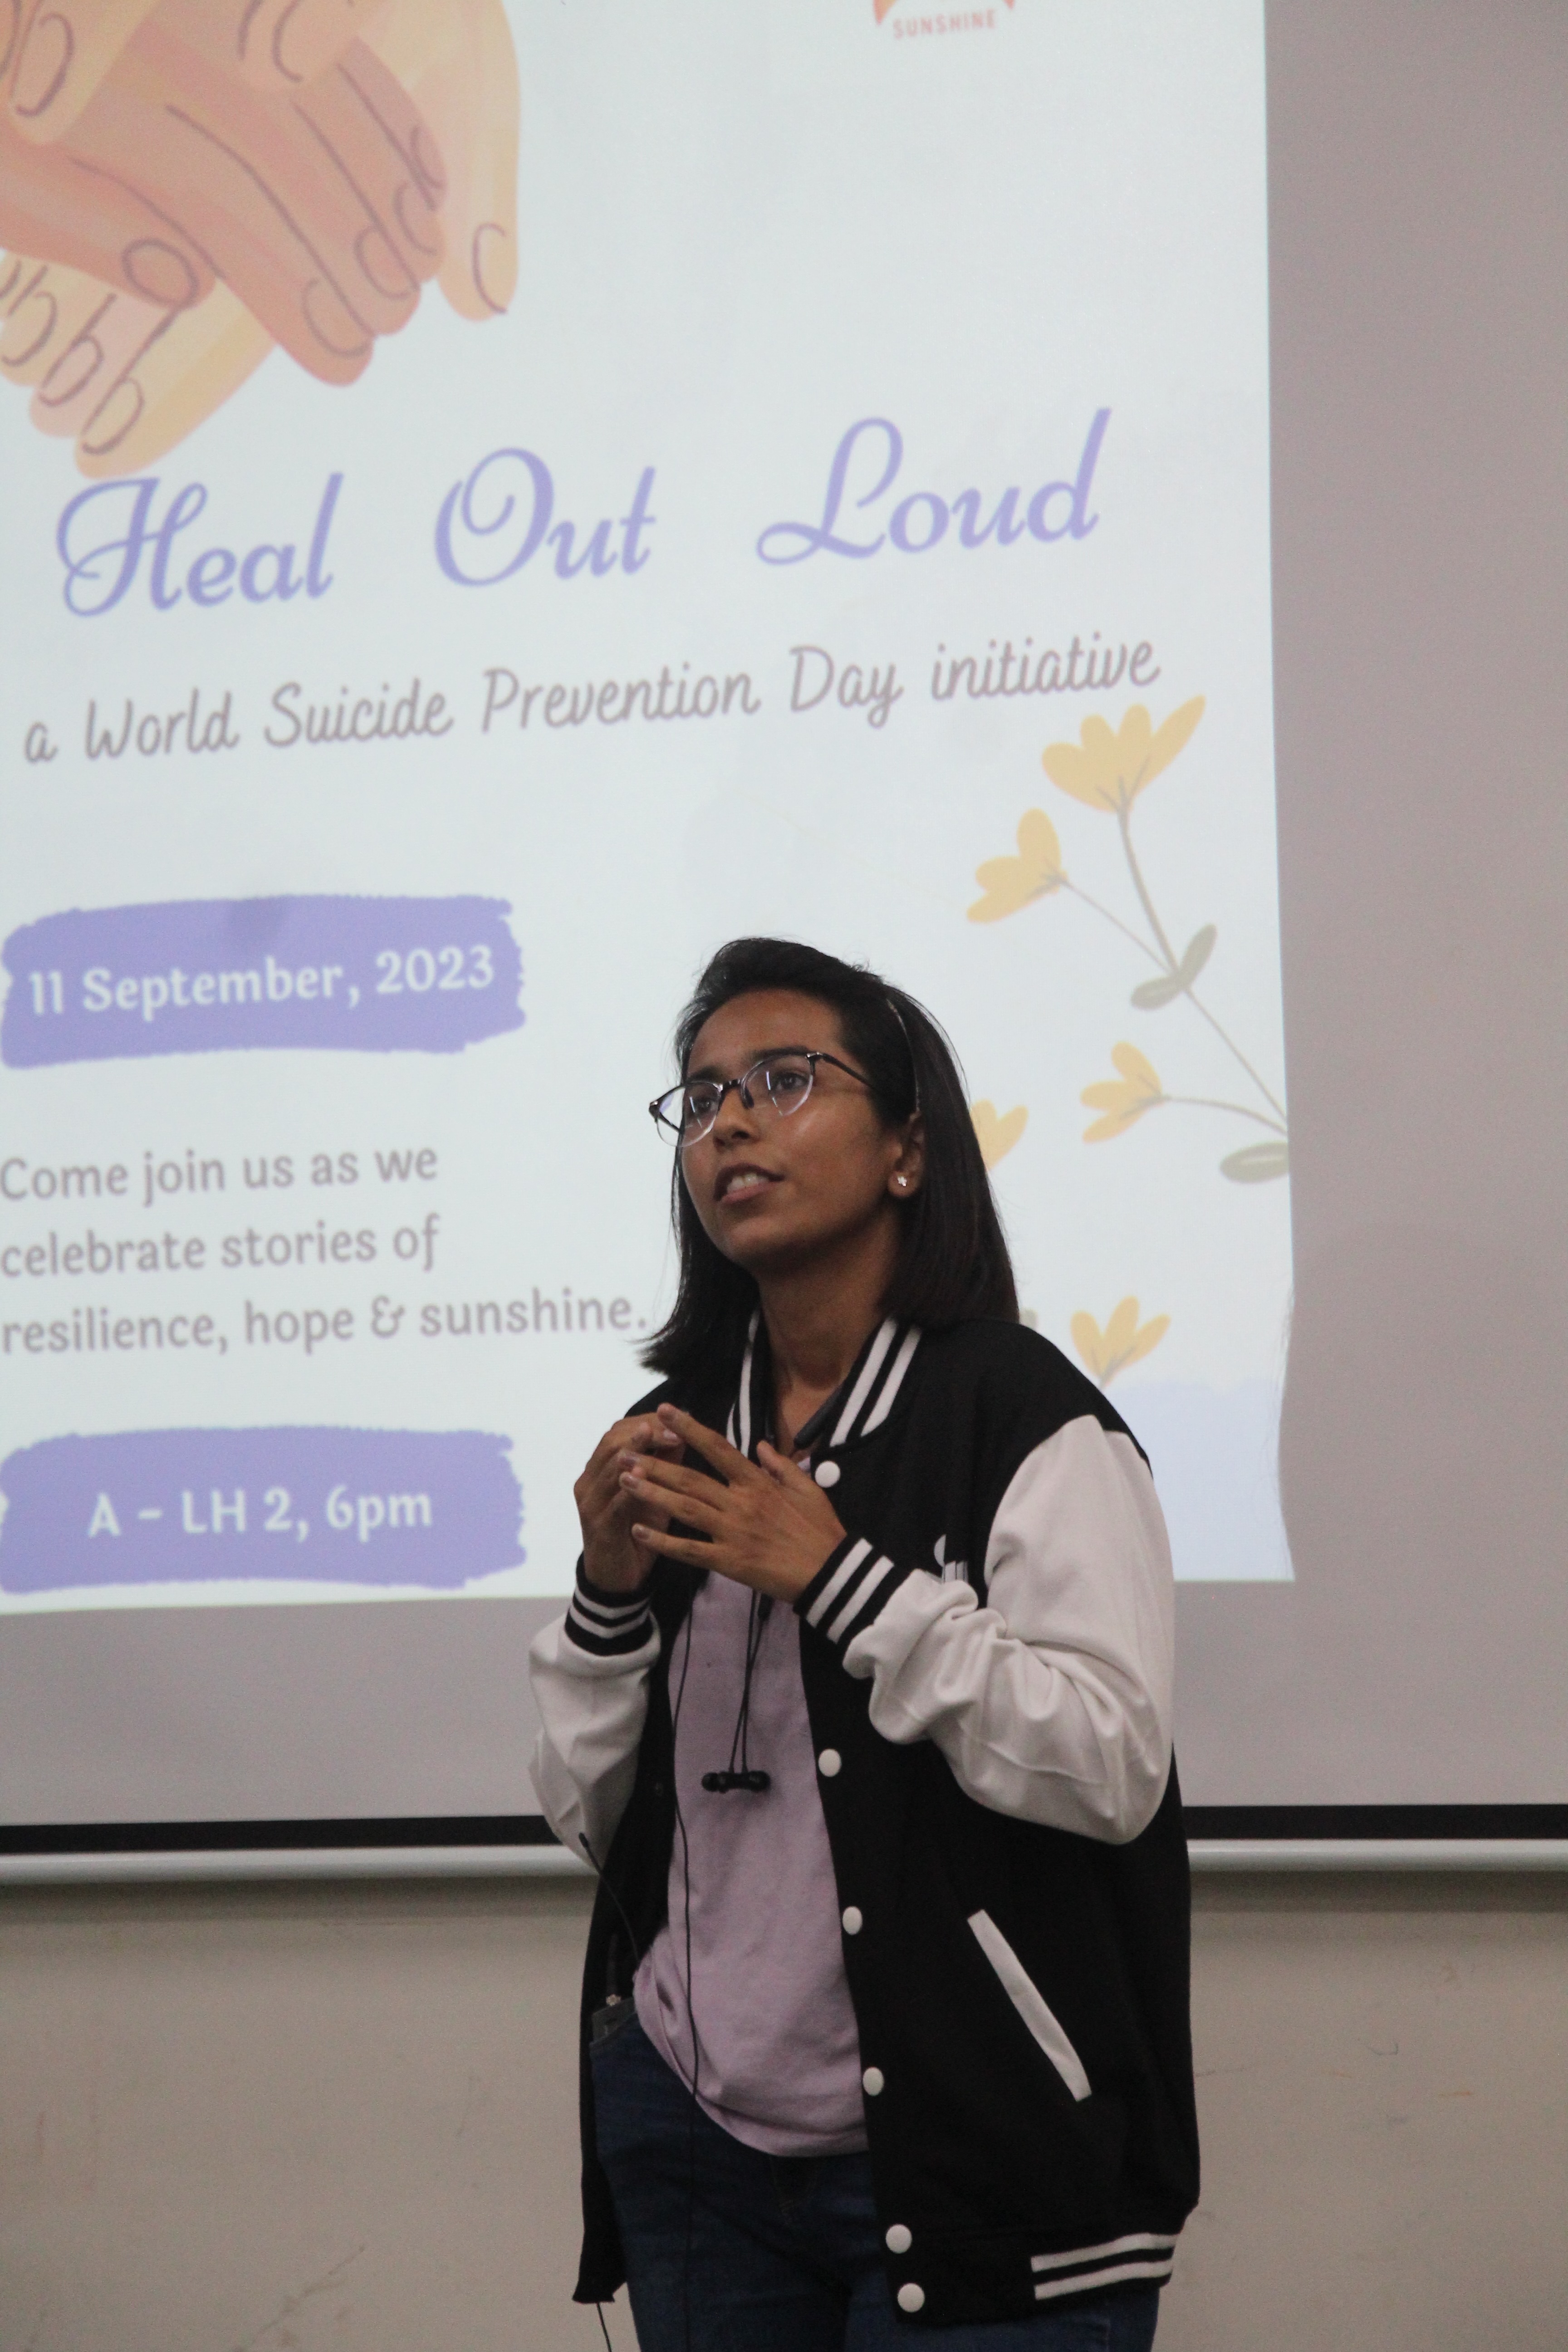 SUNSHINE
Heal Out Loud
a World Suicide Prevention Day initiative
11 September, 2023
Come join us as we
celebrate stories of
resilience, hope & sunshine.
A - LH 2, 6pm